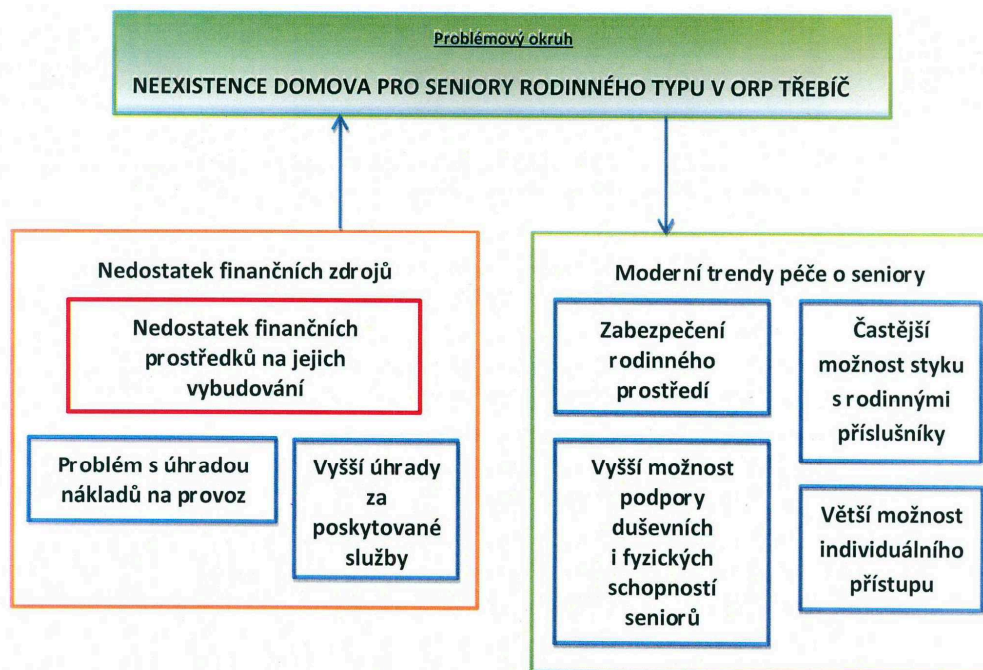 Problémový okruh
NEEXISTENCE DOMOVA PRO SENIORY RODINNÉHO TYPU V ORP TŘEBÍČ
Nedostatek finančních zdrojů
Nedostatek finančních
prostředků na jejich
vybudování
Problém s úhradou
nákladů na provoz
Vyšší úhrady
za
poskytované
služby
Moderní trendy péče o seniory
Zabezpečení
rodinného
prostředí
Častější
možnost styku
s rodinnými
příslušníky
Vyšší možnost
podpory
duševních
i fyzických
schopností
seniorů
Větší možnost
individuálního
přístupu